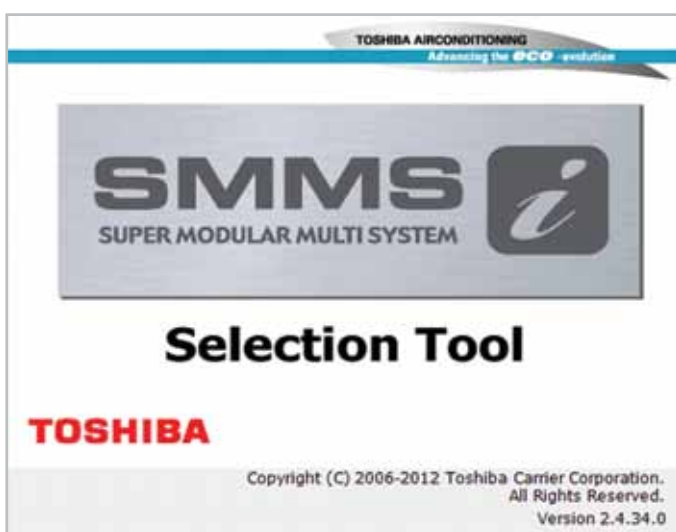 TOSHIBA AIRCONDITIONING
Advancing the eco -evolution
SMMS i
SUPER MODULAR MULTI SYSTEM
Selection Tool
TOSHIBA
Copyright (C) 2006-2012 Toshiba Carrier Corporation.
All Rights Reserved.
Version 2.4.34.0